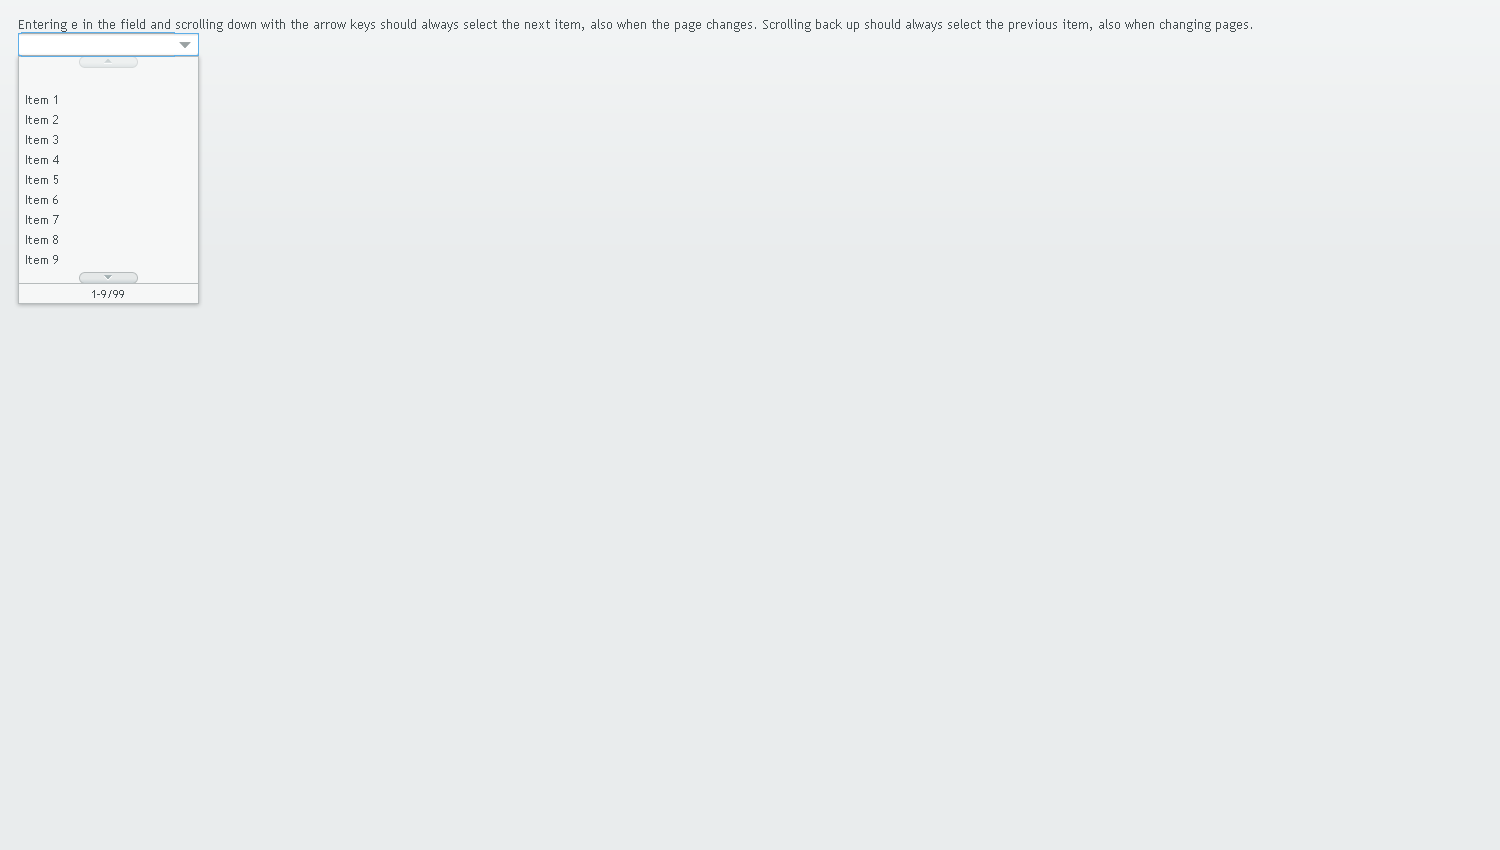 Entering e in the field and scrolling down with the arrow keys should always select the next item, also when the page changes. Scrolling back up should always select the previous item, also when changing pages.
Item 1
Item 2
Item 3
Item 4
Item 5
Item 6
Item 7
Item 8
Item 9
1-9/99